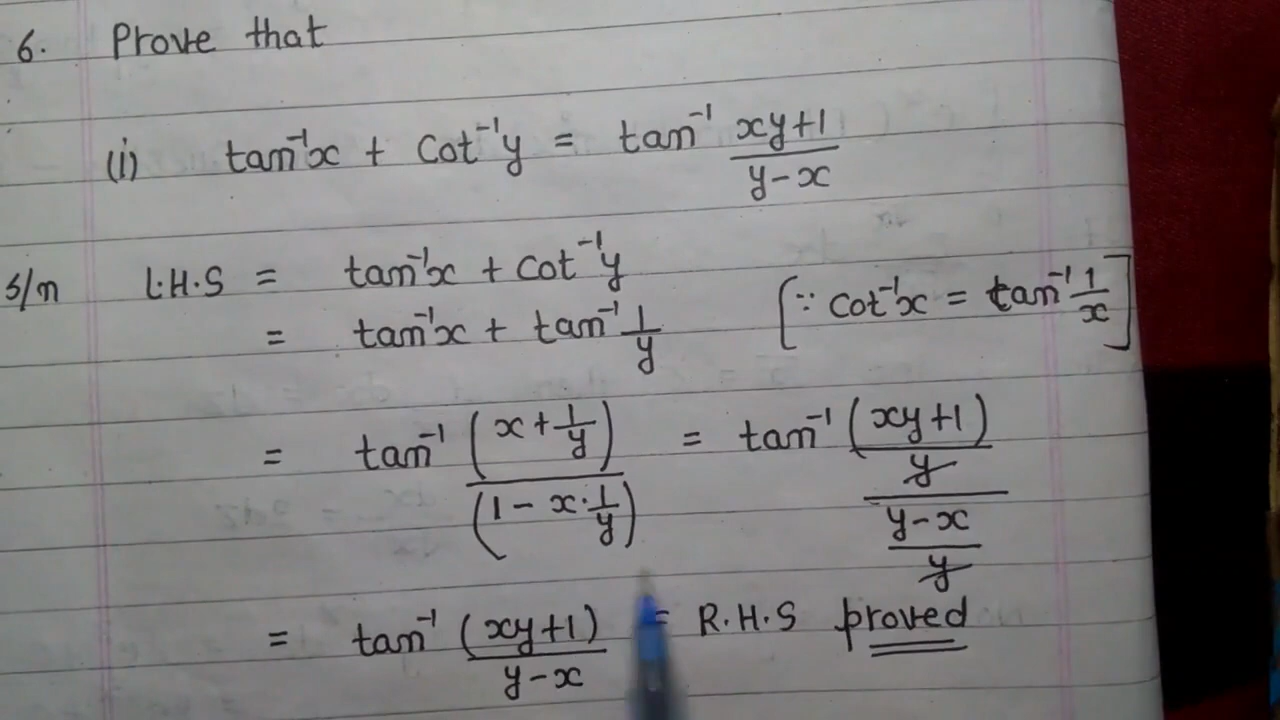 6. Prove that
(i) tan⁻¹x + Cot⁻¹y = tan⁻¹ (xy+1)/(y-x)
S/n L.H.S = tan⁻¹x + cot⁻¹y
= tan⁻¹x + tan⁻¹ 1/y [∵ cot⁻¹x = tan⁻¹ 1/x]
= tan⁻¹ (x + 1/y)/(1 - x·1/y) = tan⁻¹ ((xy+1)/y)/((y-x)/y)
= tan⁻¹ (xy+1)/(y-x) = R.H.S proved